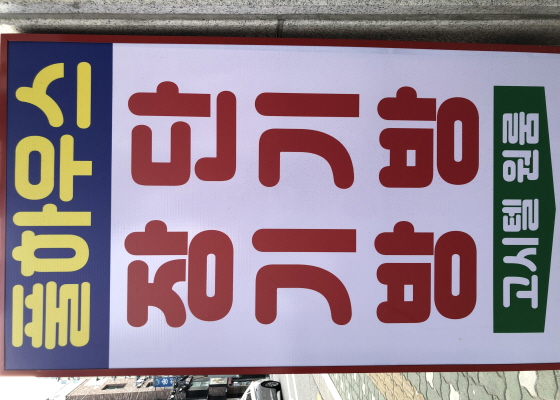 풀하우스
장기방
단기방
고시텔 원룸